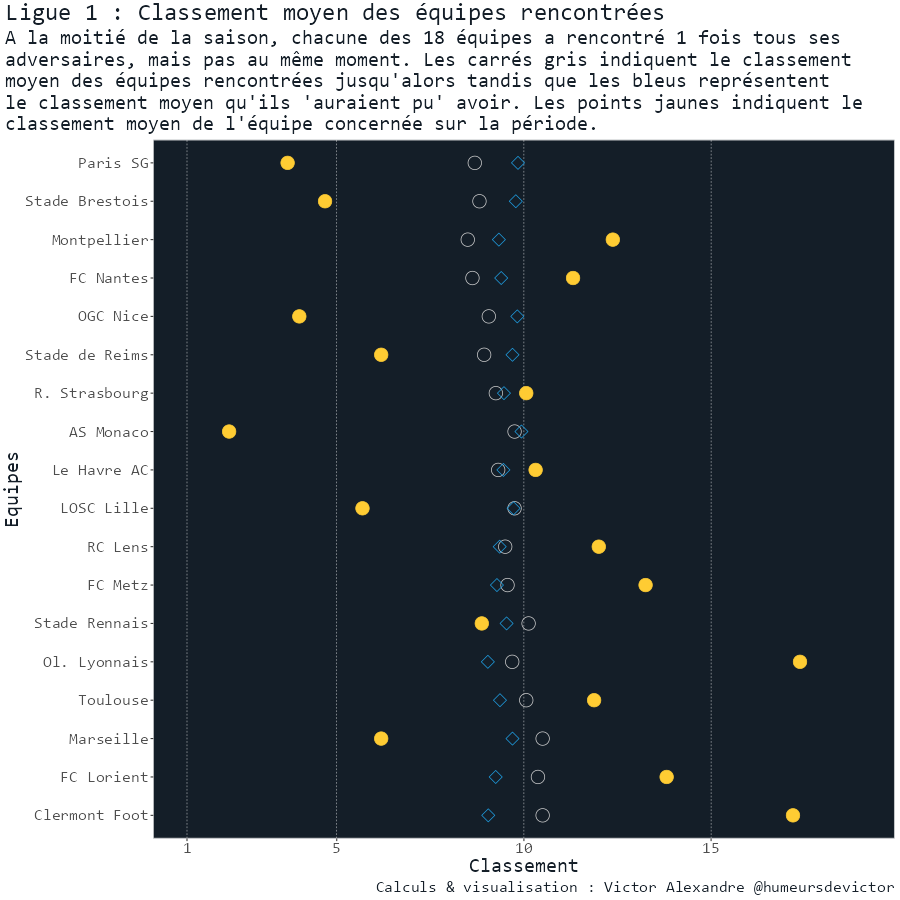 Ligue 1 : Classement moyen des équipes rencontrées
A la moitié de la saison, chacune des 18 équipes a rencontré 1 fois tous ses
adversaires, mais pas au même moment. Les carrés gris indiquent le classement
moyen des équipes rencontrées jusqu'alors tandis que les bleus représentent
le classement moyen qu'ils 'auraient pu' avoir. Les points jaunes indiquent le
classement moyen de l'équipe concernée sur la période.
Paris SG
Stade Brestois
Montpellier
FC Nantes
OGC Nice
Stade de Reims
R. Strasbourg
AS Monaco
Le Havre AC
LOSC Lille
RC Lens
FC Metz
Stade Rennais
Ol. Lyonnais
Toulouse
Marseille
FC Lorient
Clermont Foot
Equipes
1 5 10 15
Classement
Calculs & visualisation : Victor Alexandre @humeursdevictor